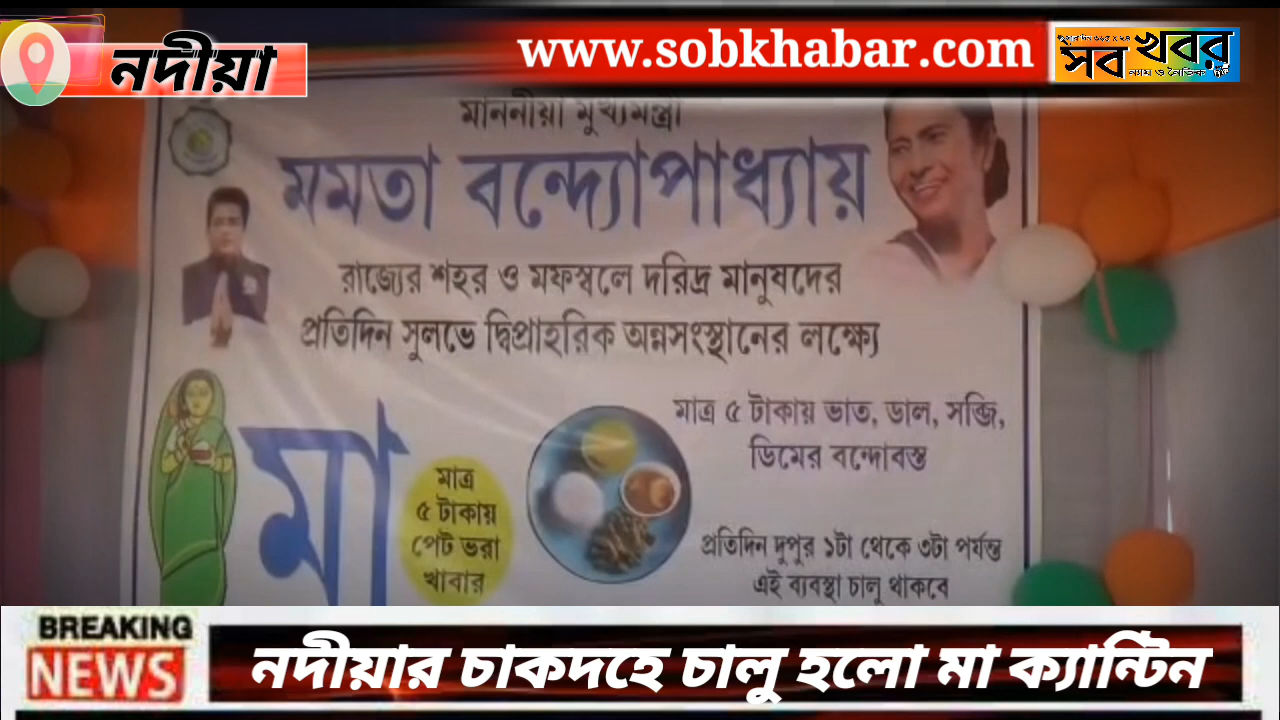 নদীয়া
www.sobkhabar.com
সব খবর
মাননীয়া মুখ্যমন্ত্রী
মমতা বন্দ্যোপাধ্যায়
রাজ্যের শহর ও মফস্বলে দরিদ্র মানুষদের
প্রতিদিন সুলভে দ্বিপ্রাহরিক অন্নসংস্থানের লক্ষ্যে
মা
মাত্র
৫ টাকায়
পেট ভরা
খাবার
মাত্র ৫ টাকায় ভাত, ডাল, সব্জি,
ডিমের বন্দোবস্ত
প্রতিদিন দুপুর ১টা থেকে ৩টা পর্যন্ত
এই ব্যবস্থা চালু থাকবে
BREAKING
NEWS
নদীয়ার চাকদহে চালু হলো মা ক্যান্টিন